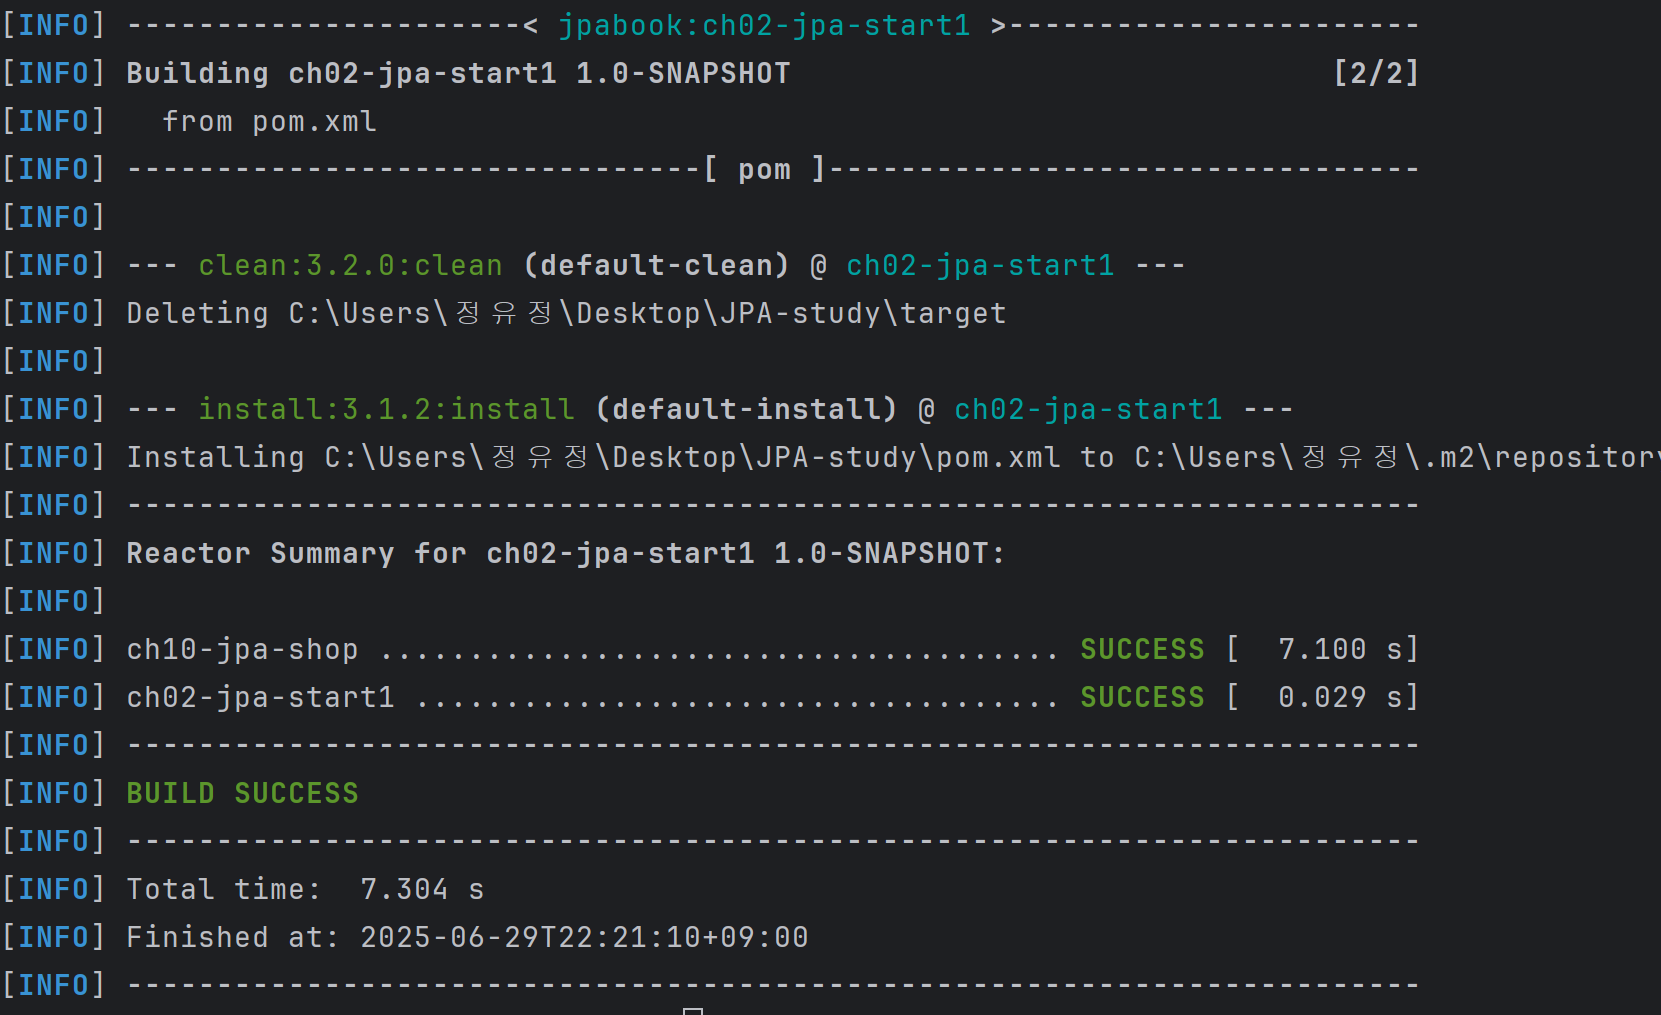 [INFO] ----------------------< jpabook:ch02-jpa-start1 >-----------------------
[INFO] Building ch02-jpa-start1 1.0-SNAPSHOT                              [2/2]
[INFO]   from pom.xml
[INFO] --------------------------------[ pom ]---------------------------------
[INFO]
[INFO] --- clean:3.2.0:clean (default-clean) @ ch02-jpa-start1 ---
[INFO] Deleting C:\Users\정유정\Desktop\JPA-study\target
[INFO]
[INFO] --- install:3.1.2:install (default-install) @ ch02-jpa-start1 ---
[INFO] Installing C:\Users\정유정\Desktop\JPA-study\pom.xml to C:\Users\정유정\.m2\repository
[INFO] ------------------------------------------------------------------------
[INFO] Reactor Summary for ch02-jpa-start1 1.0-SNAPSHOT:
[INFO]
[INFO] ch10-jpa-shop ...................................... SUCCESS [  7.100 s]
[INFO] ch02-jpa-start1 .................................... SUCCESS [  0.029 s]
[INFO] ------------------------------------------------------------------------
[INFO] BUILD SUCCESS
[INFO] ------------------------------------------------------------------------
[INFO] Total time:  7.304 s
[INFO] Finished at: 2025-06-29T22:21:10+09:00
[INFO] ------------------------------------------------------------------------